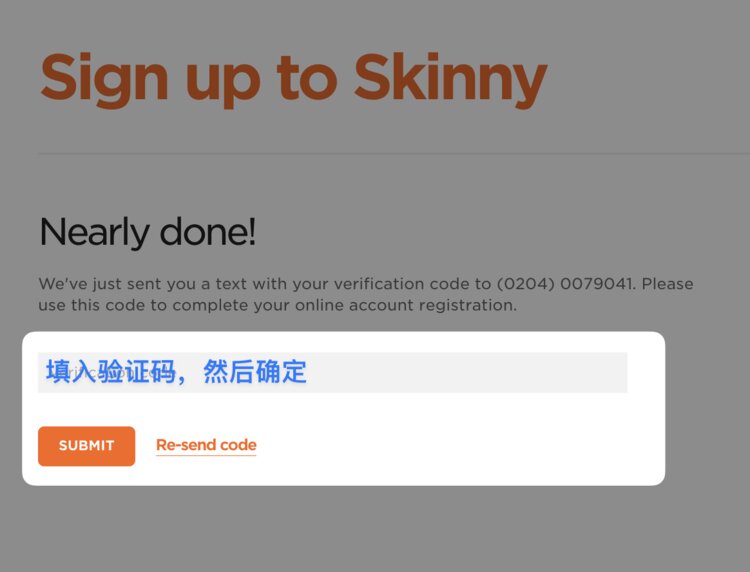 Sign up to Skinny
Nearly done!
We've just sent you a text with your verification code to (0204) 0079041. Please
use this code to complete your online account registration.
填入验证码，然后确定
SUBMIT
Re-send code